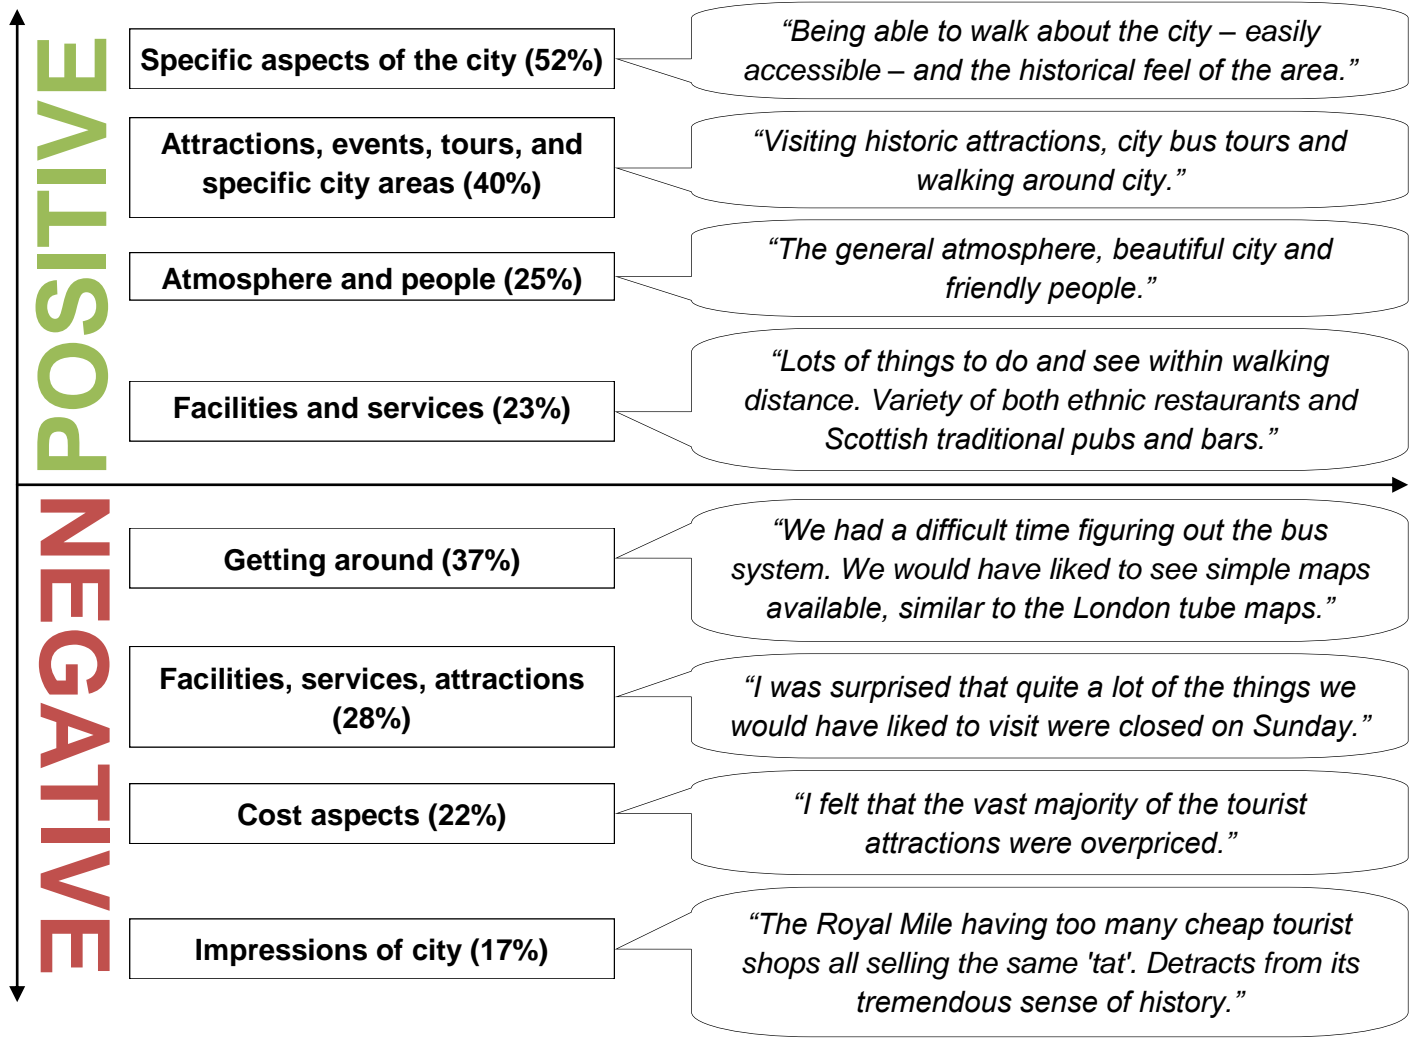 POSITIVE
Specific aspects of the city (52%)
“Being able to walk about the city – easily
accessible – and the historical feel of the area.”
Attractions, events, tours, and
specific city areas (40%)
“Visiting historic attractions, city bus tours and
walking around city.”
Atmosphere and people (25%)
“The general atmosphere, beautiful city and
friendly people.”
Facilities and services (23%)
“Lots of things to do and see within walking
distance. Variety of both ethnic restaurants and
Scottish traditional pubs and bars.”
NEGATIVE
Getting around (37%)
“We had a difficult time figuring out the bus
system. We would have liked to see simple maps
available, similar to the London tube maps.”
Facilities, services, attractions
(28%)
“I was surprised that quite a lot of the things we
would have liked to visit were closed on Sunday.”
Cost aspects (22%)
“I felt that the vast majority of the tourist
attractions were overpriced.”
Impressions of city (17%)
“The Royal Mile having too many cheap tourist
shops all selling the same 'tat'. Detracts from its
tremendous sense of history.”